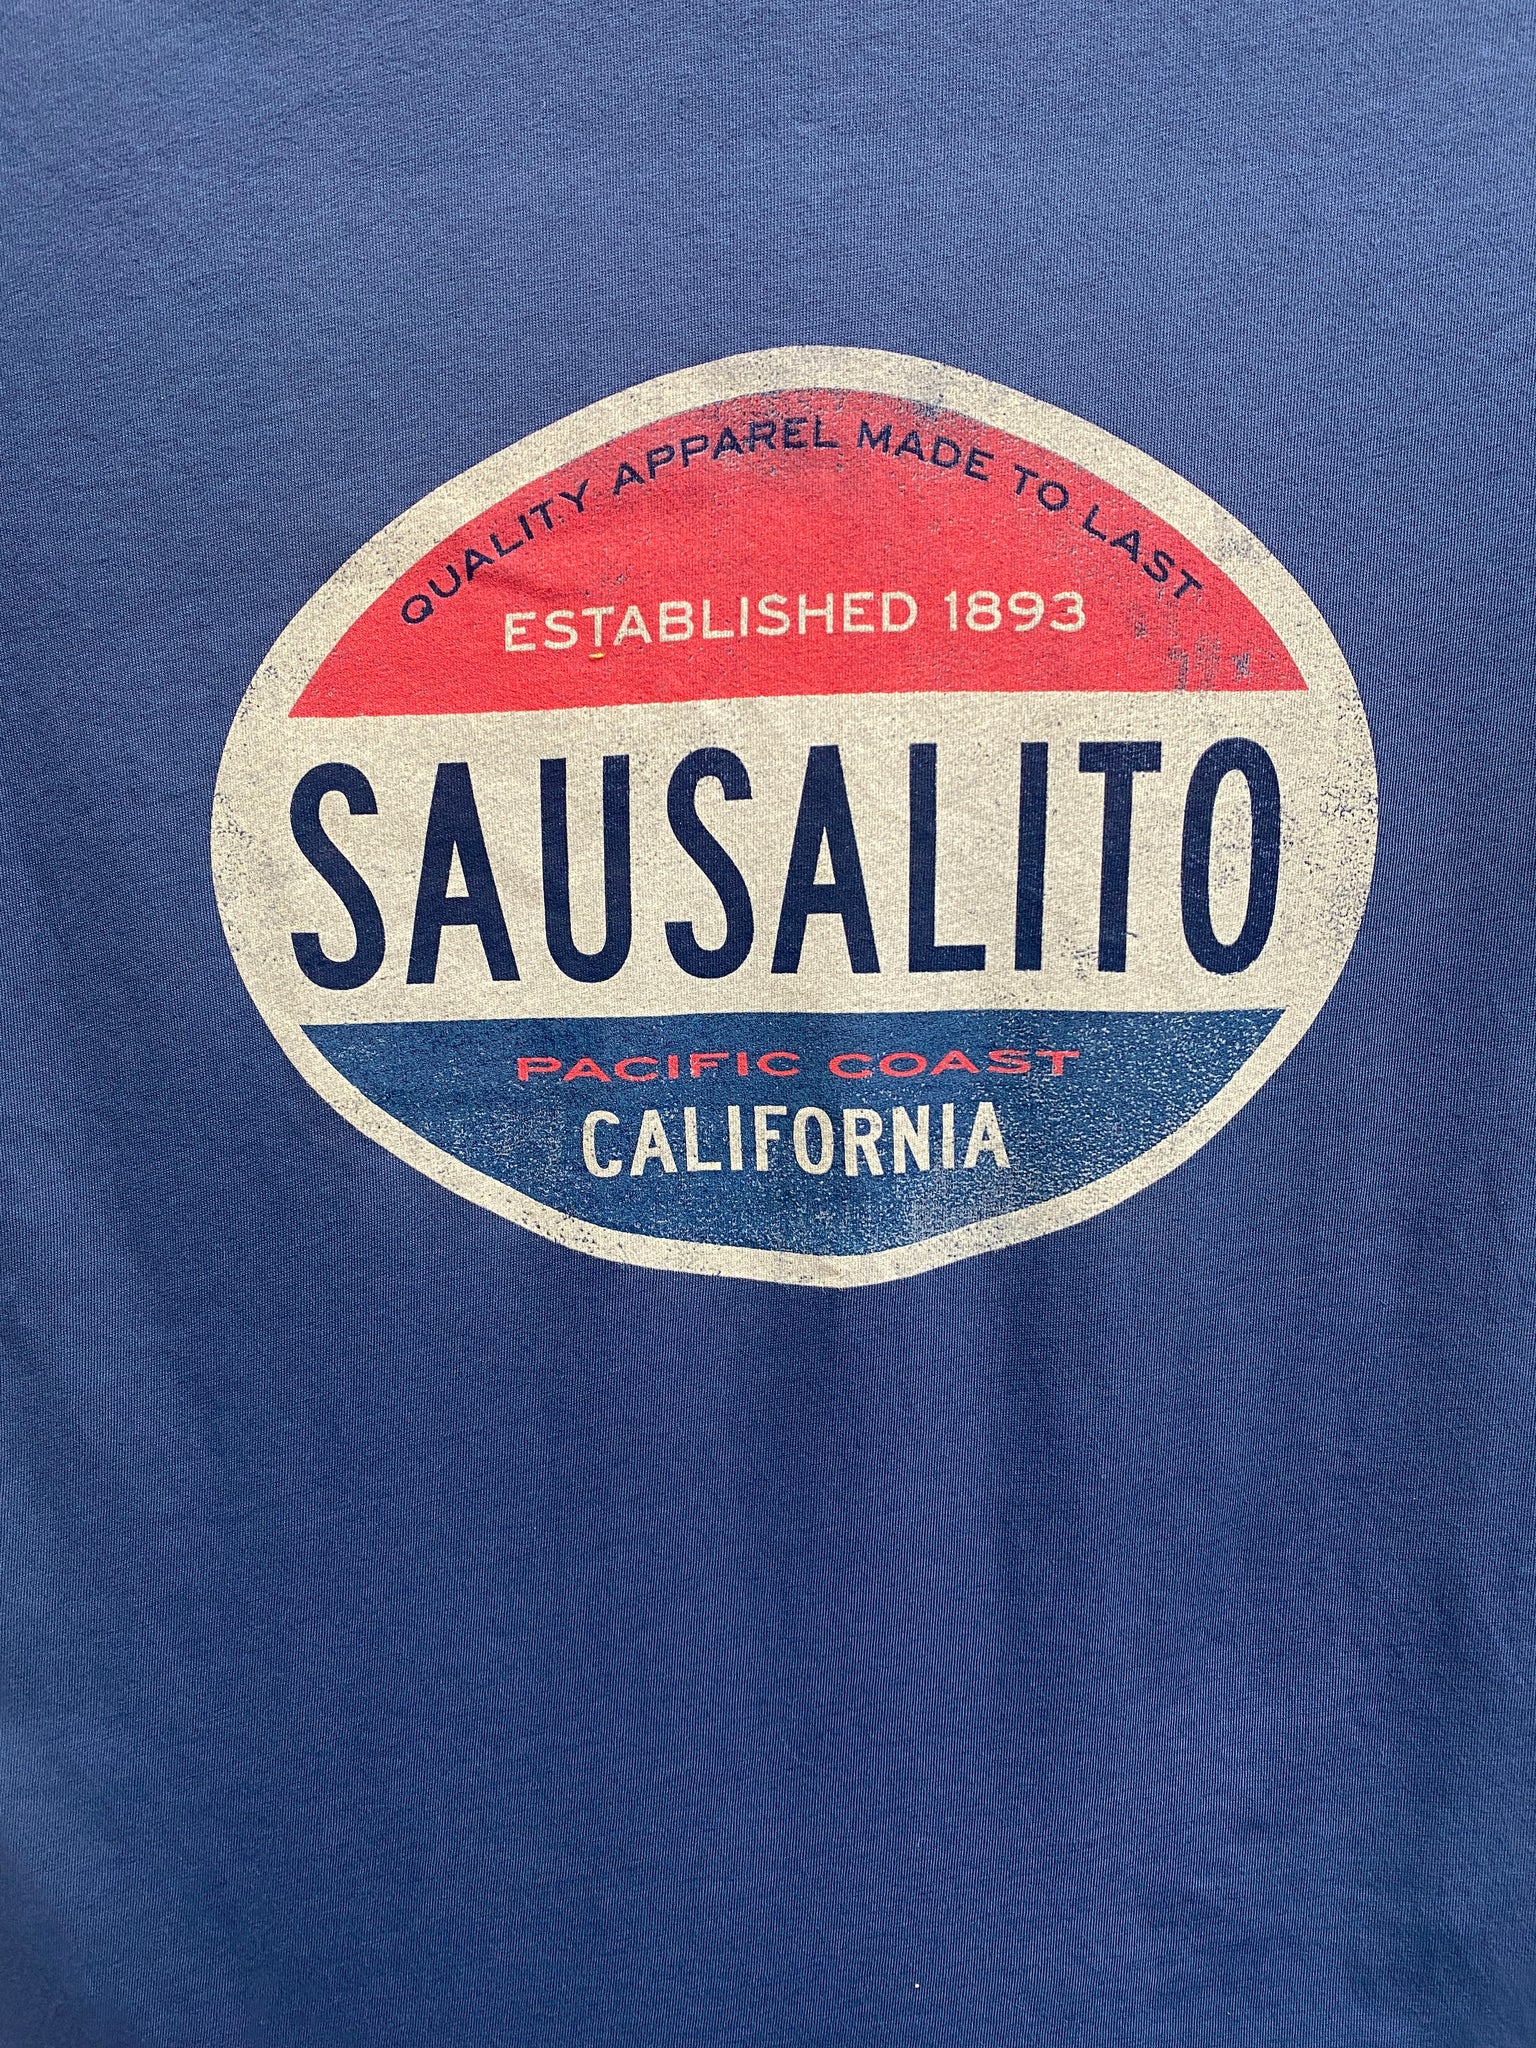 QUALITY APPAREL MADE TO LAST
ESTABLISHED 1893
SAUSALITO
PACIFIC COAST
CALIFORNIA